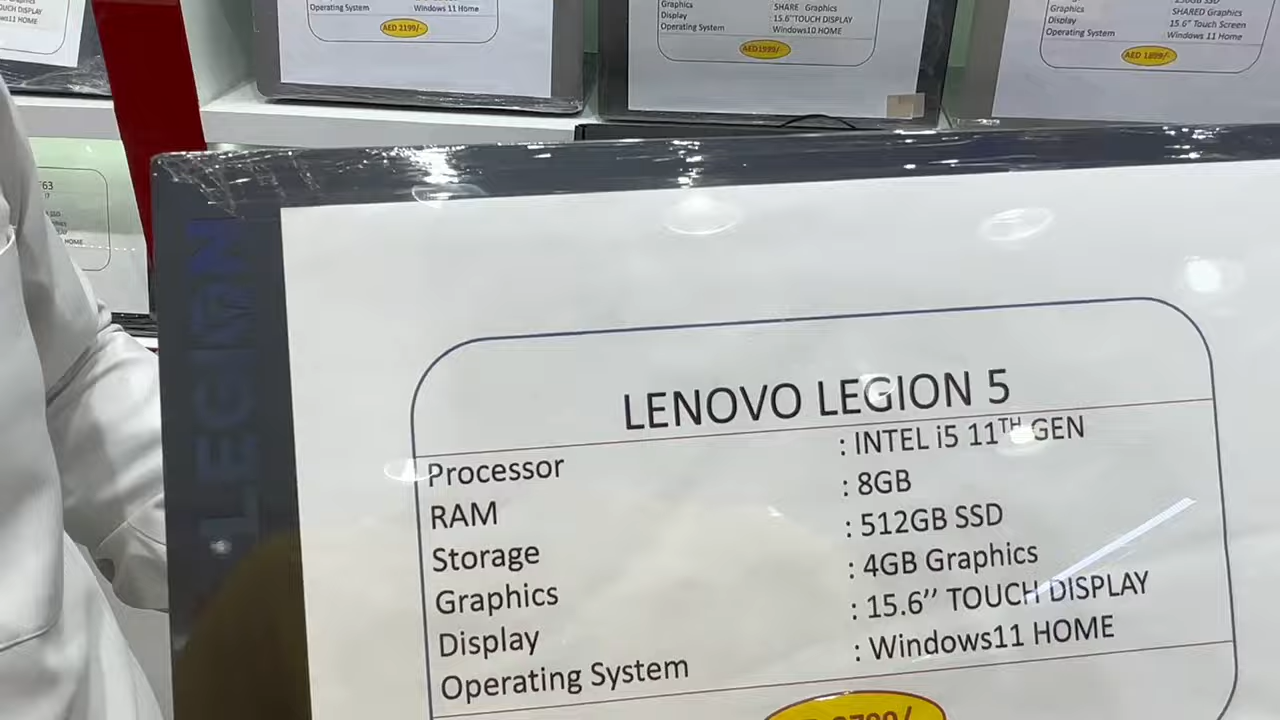 OUCH DISPLAY
Operating System Windows 11 Home
AED 2199/-
Graphics SHARE Graphics
Display 15.6"TOUCH DISPLAY
Operating System Windows10 HOME
AED1999/-
Graphics SHARED Graphics
Display 15.6" Touch Screen
Operating System Windows 11 Home
AED 1899/-
HOME
LEGION
LENOVO LEGION 5
Processor : INTEL i5 11TH GEN
RAM : 8GB
Storage : 512GB SSD
Graphics : 4GB Graphics
Display : 15.6’’ TOUCH DISPLAY
Operating System : Windows11 HOME